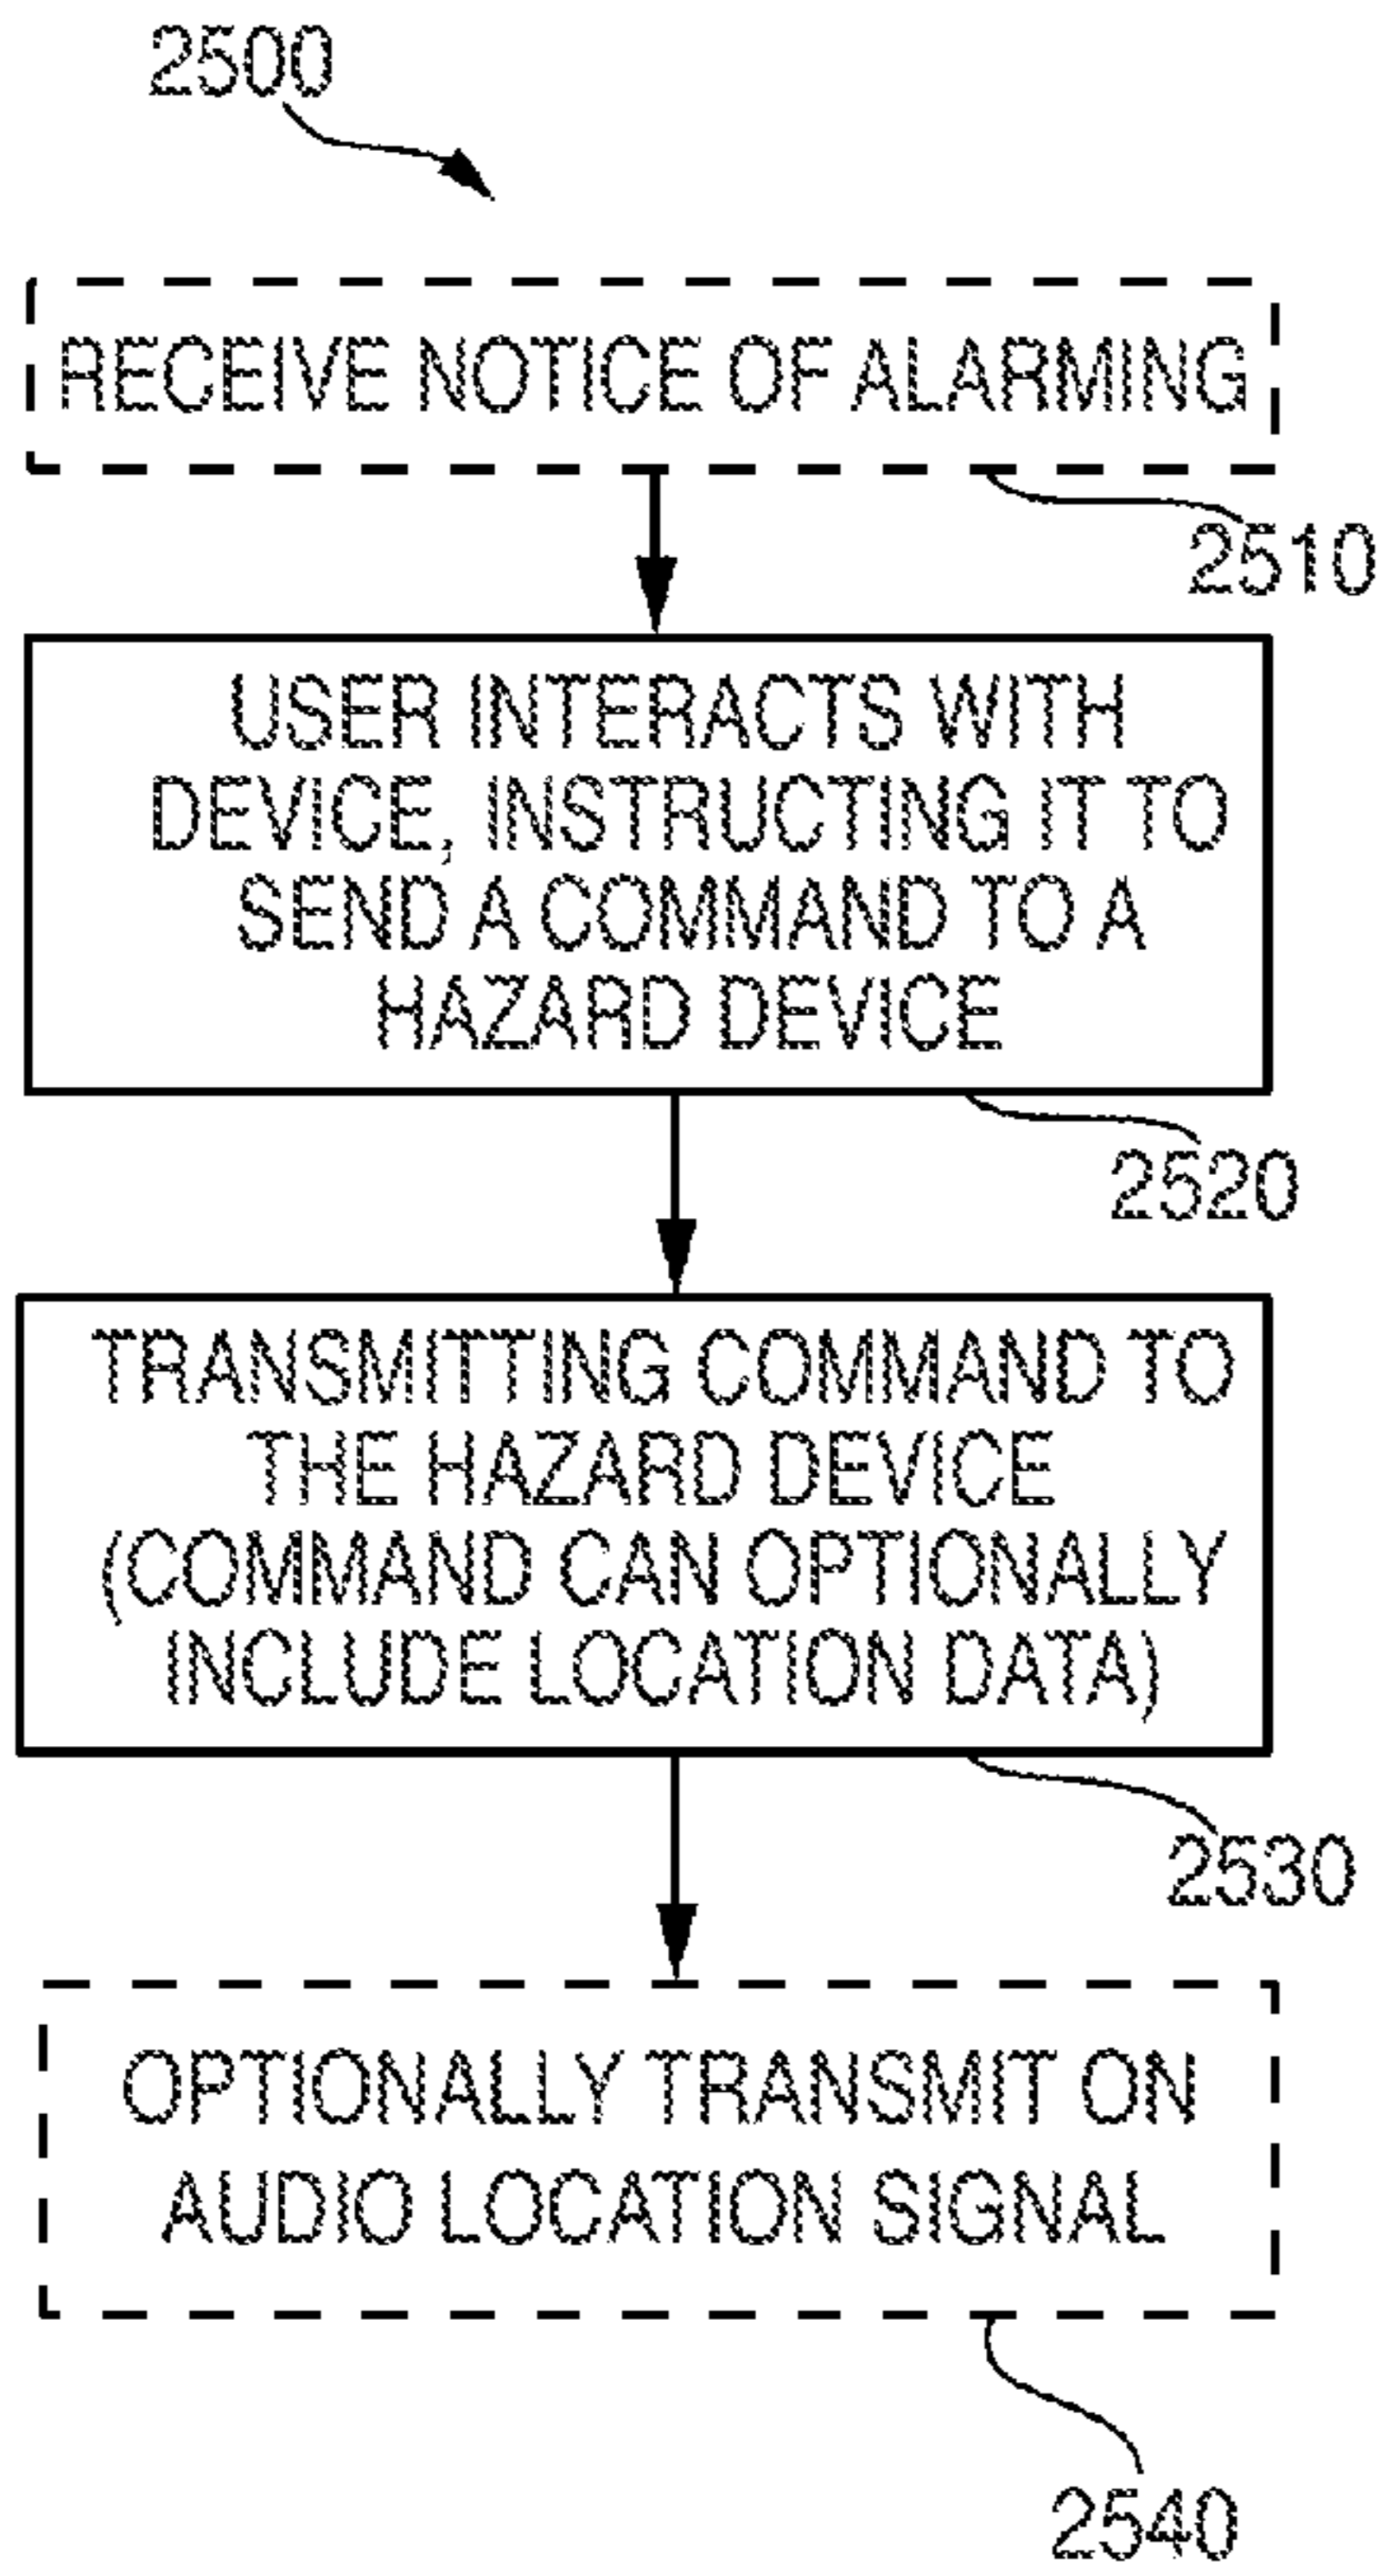 2500
RECEIVE NOTICE OF ALARMING
2510
USER INTERACTS WITH
DEVICE, INSTRUCTING IT TO
SEND A COMMAND TO A
HAZARD DEVICE
2520
TRANSMITTING COMMAND TO
THE HAZARD DEVICE
(COMMAND CAN OPTIONALLY
INCLUDE LOCATION DATA)
2530
OPTIONALLY TRANSMIT ON
AUDIO LOCATION SIGNAL
2540